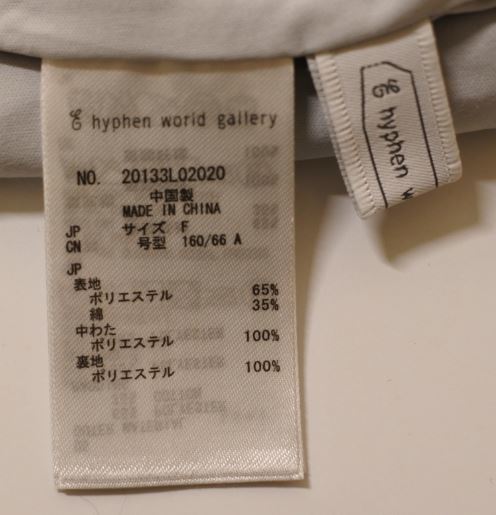 hyphen world gallery
NO. 20133L02020
中国製
MADE IN CHINA
JP サイズ F
CN 号型 160/66 A
JP
表地
ポリエステル 65%
綿 35%
中わた
ポリエステル 100%
裏地
ポリエステル 100%
hyphen w